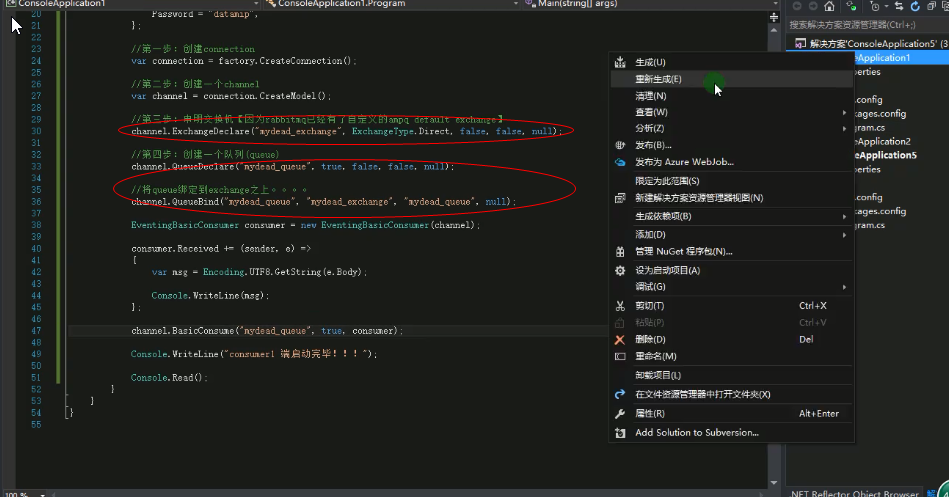 ConsoleApplication1
ConsoleApplication1.Program
Main(string[] args)
20 Password = "datamip",
21 };
22
23 //第一步：创建connection
24 var connection = factory.CreateConnection();
25
26 //第二步：创建一个channel
27 var channel = connection.CreateModel();
28
29 //第三步：申明交换机【因为rabbitmq已经有了自定义的ampq default exchange】
30 channel.ExchangeDeclare("mydead_exchange", ExchangeType.Direct, false, false, null);
31
32 //第四步：创建一个队列(queue)
33 channel.QueueDeclare("mydead_queue", true, false, false, null);
34
35 //将queue绑定到exchange之上。。。。
36 channel.QueueBind("mydead_queue", "mydead_exchange", "mydead_queue", null);
37
38 EventingBasicConsumer consumer = new EventingBasicConsumer(channel);
39
40 consumer.Received += (sender, e) =>
41 {
42 var msg = Encoding.UTF8.GetString(e.Body);
43
44 Console.WriteLine(msg);
45 };
46
47 channel.BasicConsume("mydead_queue", true, consumer);
48
49 Console.WriteLine("consumer1 端启动完毕！！！");
50
51 Console.Read();
52 }
53 }
54 }
55
100 %
生成(U)
重新生成(E)
清理(N)
查看(W)
分析(Z)
发布(B)...
发布为 Azure WebJob...
限定为此范围(S)
新建解决方案资源管理器视图(N)
生成依赖项(B)
添加(D)
管理 NuGet 程序包(N)...
设为启动项目(A)
调试(G)
剪切(T) Ctrl+X
粘贴(P) Ctrl+V
删除(D) Del
重命名(M)
卸载项目(L)
在文件资源管理器中打开文件夹(X)
属性(R) Alt+Enter
Add Solution to Subversion...
搜索解决方案资源管理器(Ctrl+;)
解决方案'ConsoleApplication5' (3
eApplication1
perties
.config
kages.config
gram.cs
eApplication2
eApplication5
perties
.config
kages.config
gram.cs
.NET Reflector Object Browser